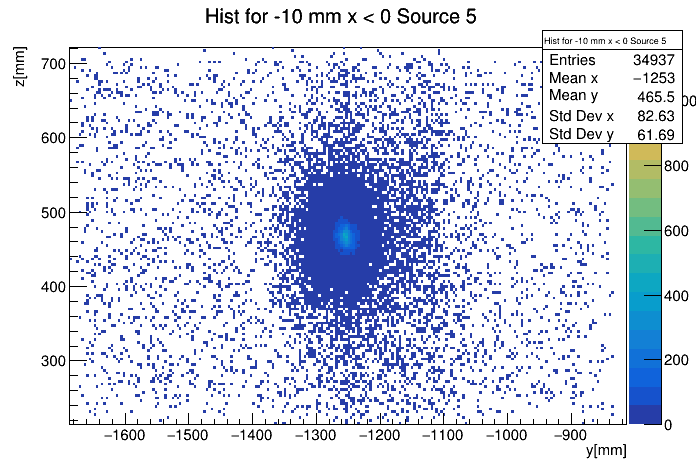 Hist for -10 mm x < 0 Source 5
Hist for -10 mm x < 0 Source 5
Entries 34937
Mean x −1253
Mean y 465.5
Std Dev x 82.63
Std Dev y 61.69
z[mm]
700
600
500
400
300
800
600
400
200
0
−1600 −1500 −1400 −1300 −1200 −1100 −1000 −900
y[mm]